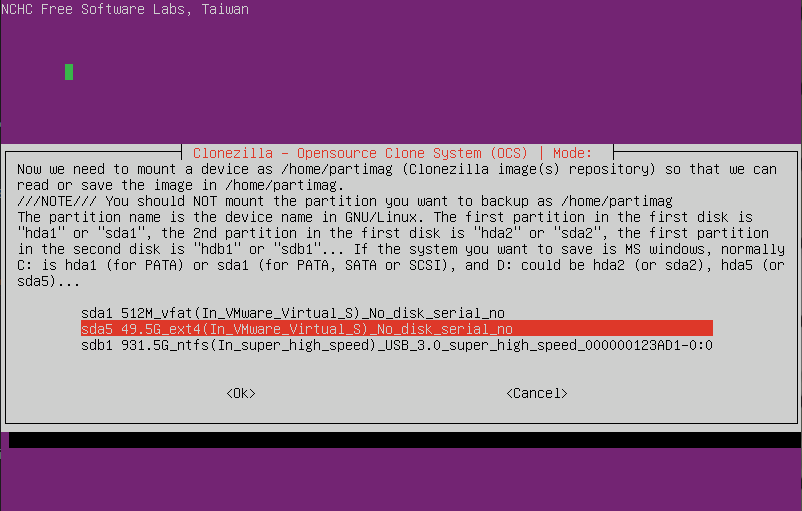 NCHC Free Software Labs, Taiwan
Clonezilla - Opensource Clone System (OCS) | Mode:
Now we need to mount a device as /home/partimag (Clonezilla image(s) repository) so that we can
read or save the image in /home/partimag.
///NOTE/// You should NOT mount the partition you want to backup as /home/partimag
The partition name is the device name in GNU/Linux. The first partition in the first disk is
"hda1" or "sda1", the 2nd partition in the first disk is "hda2" or "sda2", the first partition
in the second disk is "hdb1" or "sdb1"... If the system you want to save is MS windows, normally
C: is hda1 (for PATA) or sda1 (for PATA, SATA or SCSI), and D: could be hda2 (or sda2), hda5 (or
sda5)...
sda1 512M_vfat(In_VMware_Virtual_S)_No_disk_serial_no
sda5 49.5G_ext4(In_VMware_Virtual_S)_No_disk_serial_no
sdb1 931.5G_ntfs(In_super_high_speed)_USB_3.0_super_high_speed_000000123AD1-0:0
<Ok> <Cancel>